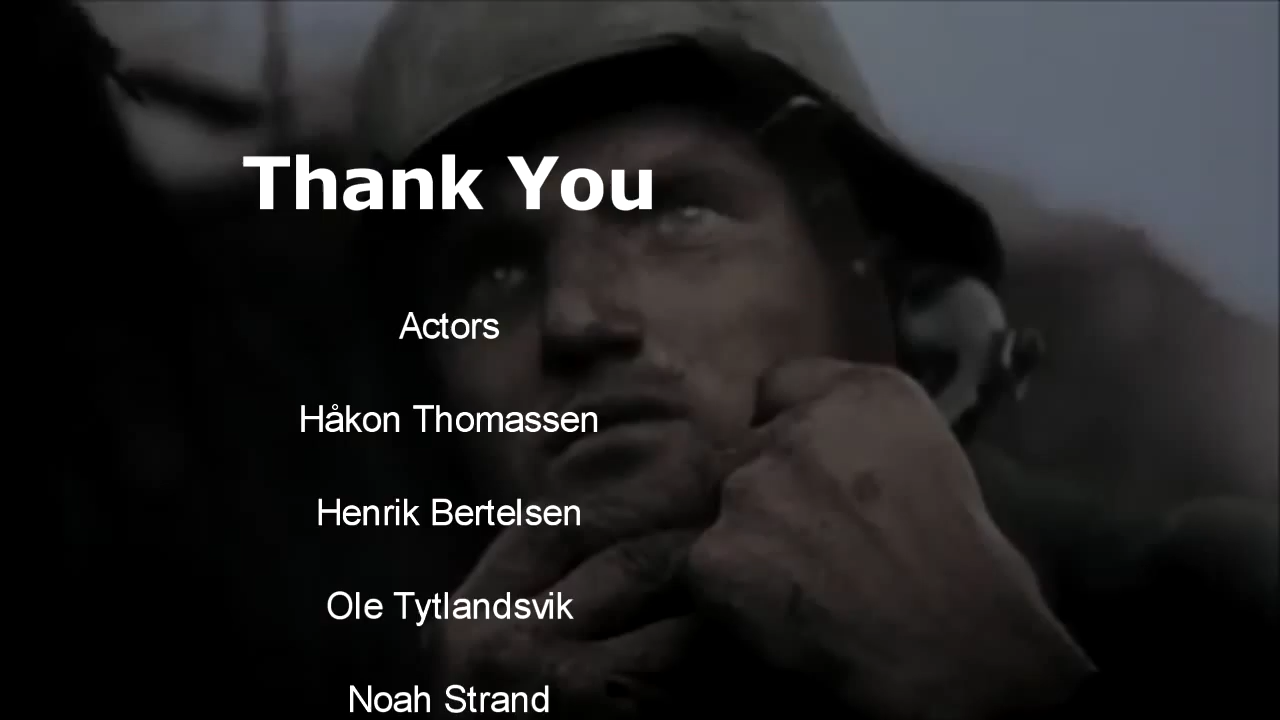 Thank You
Actors
Håkon Thomassen
Henrik Bertelsen
Ole Tytlandsvik
Noah Strand